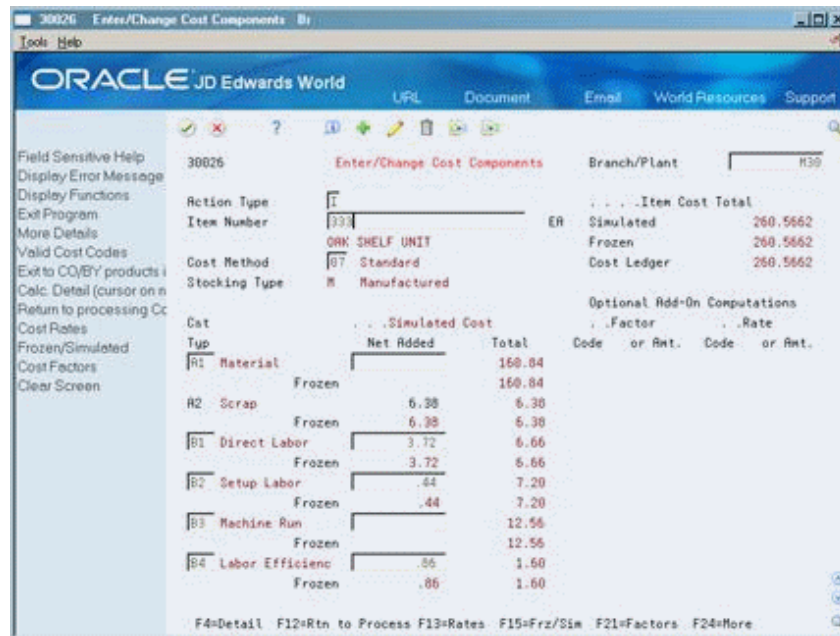 30026 Enter/Change Cost Components Br
Tools Help
ORACLE JD Edwards World
URL Document Email World Resources Support
Field Sensitive Help
Display Error Message
Display Functions
Exit Program
More Details
Valid Cost Codes
Exit to CO/BY products i
Calc. Detail (cursor on n
Return to processing Cc
Cost Rates
Frozen/Simulated
Cost Factors
Clear Screen
30026 Enter/Change Cost Components Branch/Plant M30
Action Type I . . . .Item Cost Total
Item Number 333 EA Simulated 260.5662
OAK SHELF UNIT Frozen 260.5662
Cost Method 07 Standard Cost Ledger 260.5662
Stocking Type M Manufactured
Optional Add-On Computations
Cst . . .Simulated Cost . .Factor . .Rate
Typ Net Added Total Code or Amt. Code or Amt.
A1 Material 160.84
Frozen 160.84
A2 Scrap 6.38 6.38
Frozen 6.38 6.38
B1 Direct Labor 3.72 6.66
Frozen 3.72 6.66
B2 Setup Labor .44 7.20
Frozen .44 7.20
B3 Machine Run 12.56
Frozen 12.56
B4 Labor Efficienc .86 1.60
Frozen .86 1.60
F4=Detail F12=Rtn to Process F13=Rates F15=Frz/Sim F21=Factors F24=More